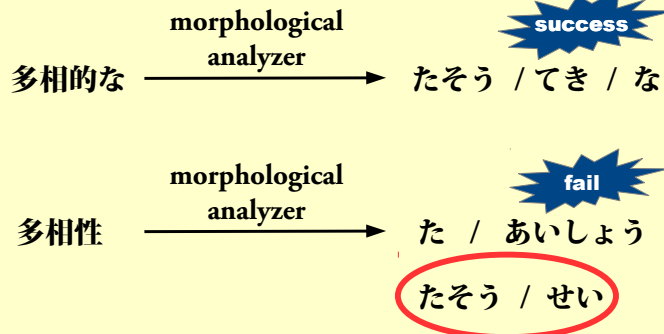 morphological
analyzer
success
多相的な
たそう / てき / な
morphological
analyzer
fail
多相性
た / あいしょう
たそう / せい